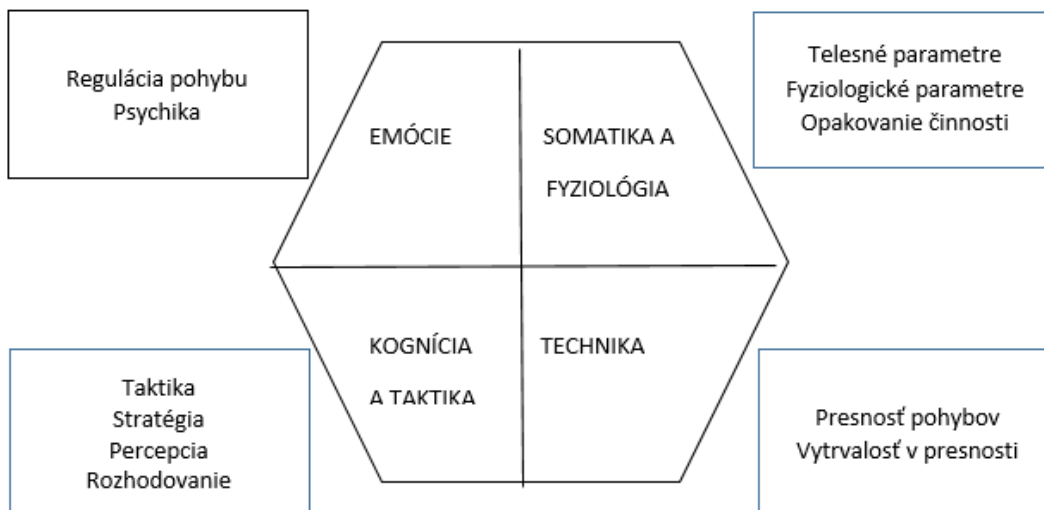 Regulácia pohybu
Psychika
EMÓCIE
SOMATIKA A
FYZIOLÓGIA
Telesné parametre
Fyziologické parametre
Opakovanie činnosti
Taktika
Stratégia
Percepcia
Rozhodovanie
KOGNÍCIA
A TAKTIKA
TECHNIKA
Presnosť pohybov
Vytrvalosť v presnosti